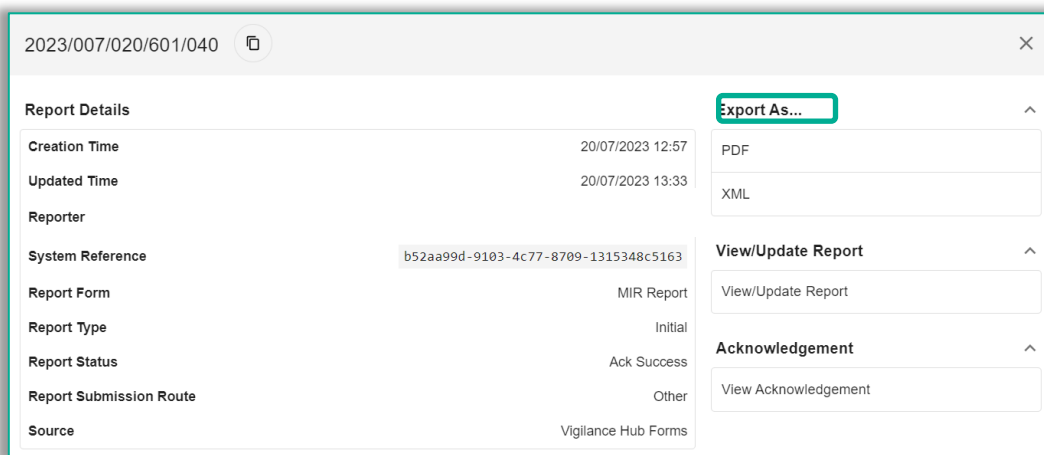 2023/007/020/601/040
Report Details
Creation Time 20/07/2023 12:57
Updated Time 20/07/2023 13:33
Reporter
System Reference b52aa99d-9103-4c77-8709-1315348c5163
Report Form MIR Report
Report Type Initial
Report Status Ack Success
Report Submission Route Other
Source Vigilance Hub Forms
Export As...
PDF
XML
View/Update Report
View/Update Report
Acknowledgement
View Acknowledgement